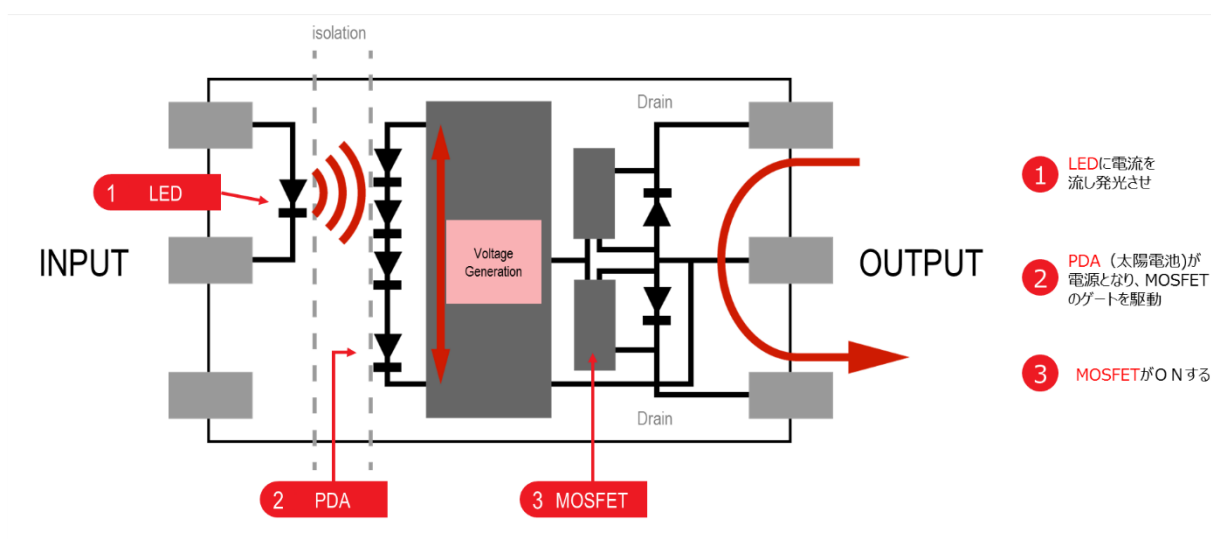 isolation
Drain
1 LED
INPUT
Voltage
Generation
OUTPUT
Drain
2 PDA
3 MOSFET
1 LEDに電流を
流し発光させ
2 PDA（太陽電池)が
電源となり、MOSFET
のゲートを駆動
3 MOSFETがＯＮする